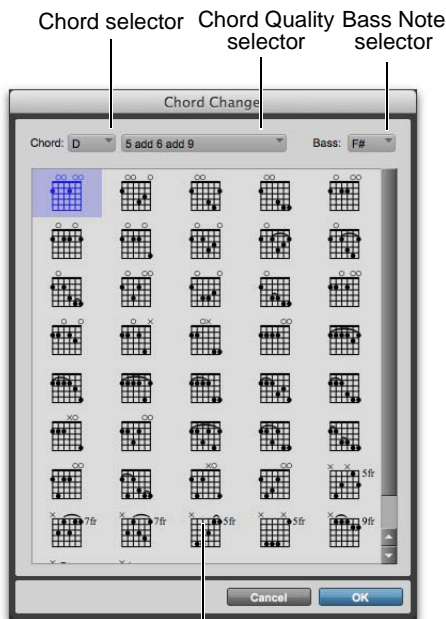 Chord selector
Chord Quality selector
Bass Note selector
Chord Change
Chord: D 5 add 6 add 9 Bass: F#
5fr
7fr 7fr 5fr 5fr 9fr
Cancel OK